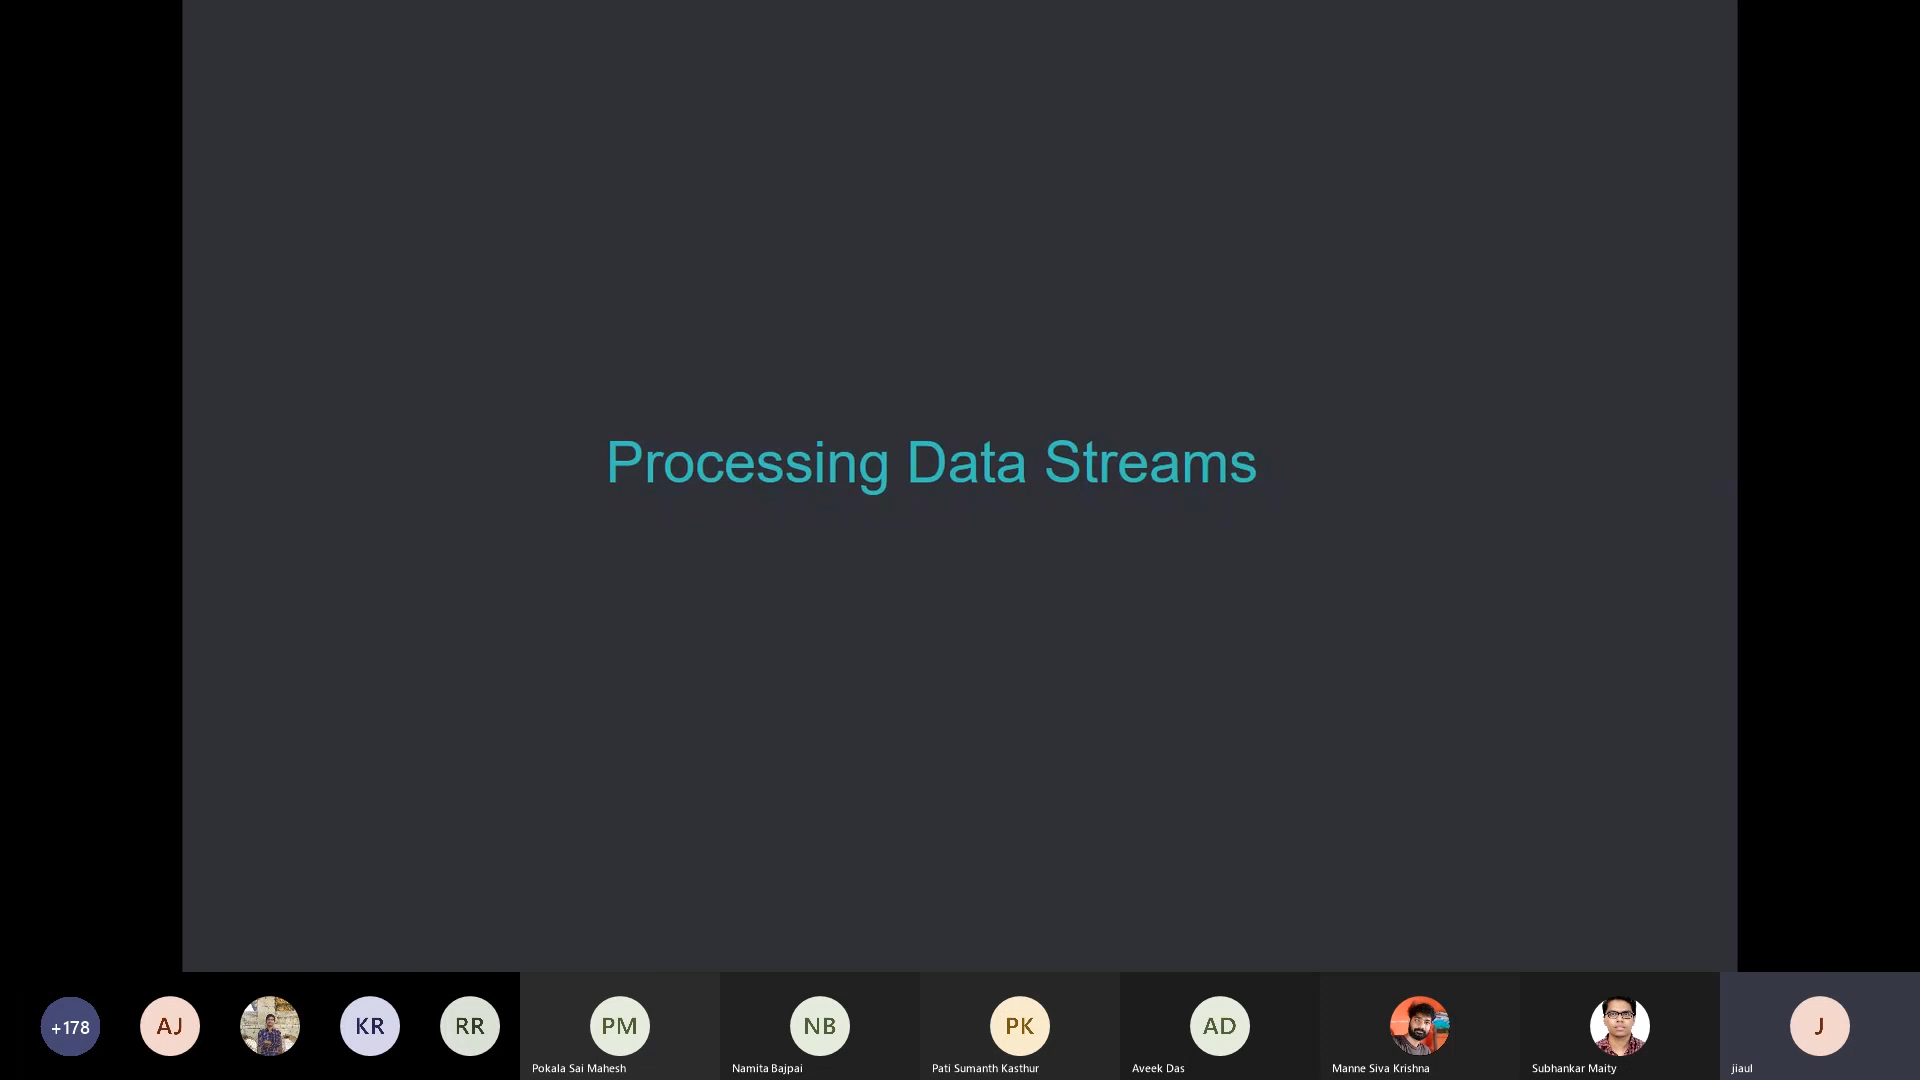 Processing Data Streams
+178
AJ
KR
RR
PM
NB
PK
AD
J
Pokala Sai Mahesh
Namita Bajpai
Pati Sumanth Kasthur
Aveek Das
Manne Siva Krishna
Subhankar Maity
jiaul